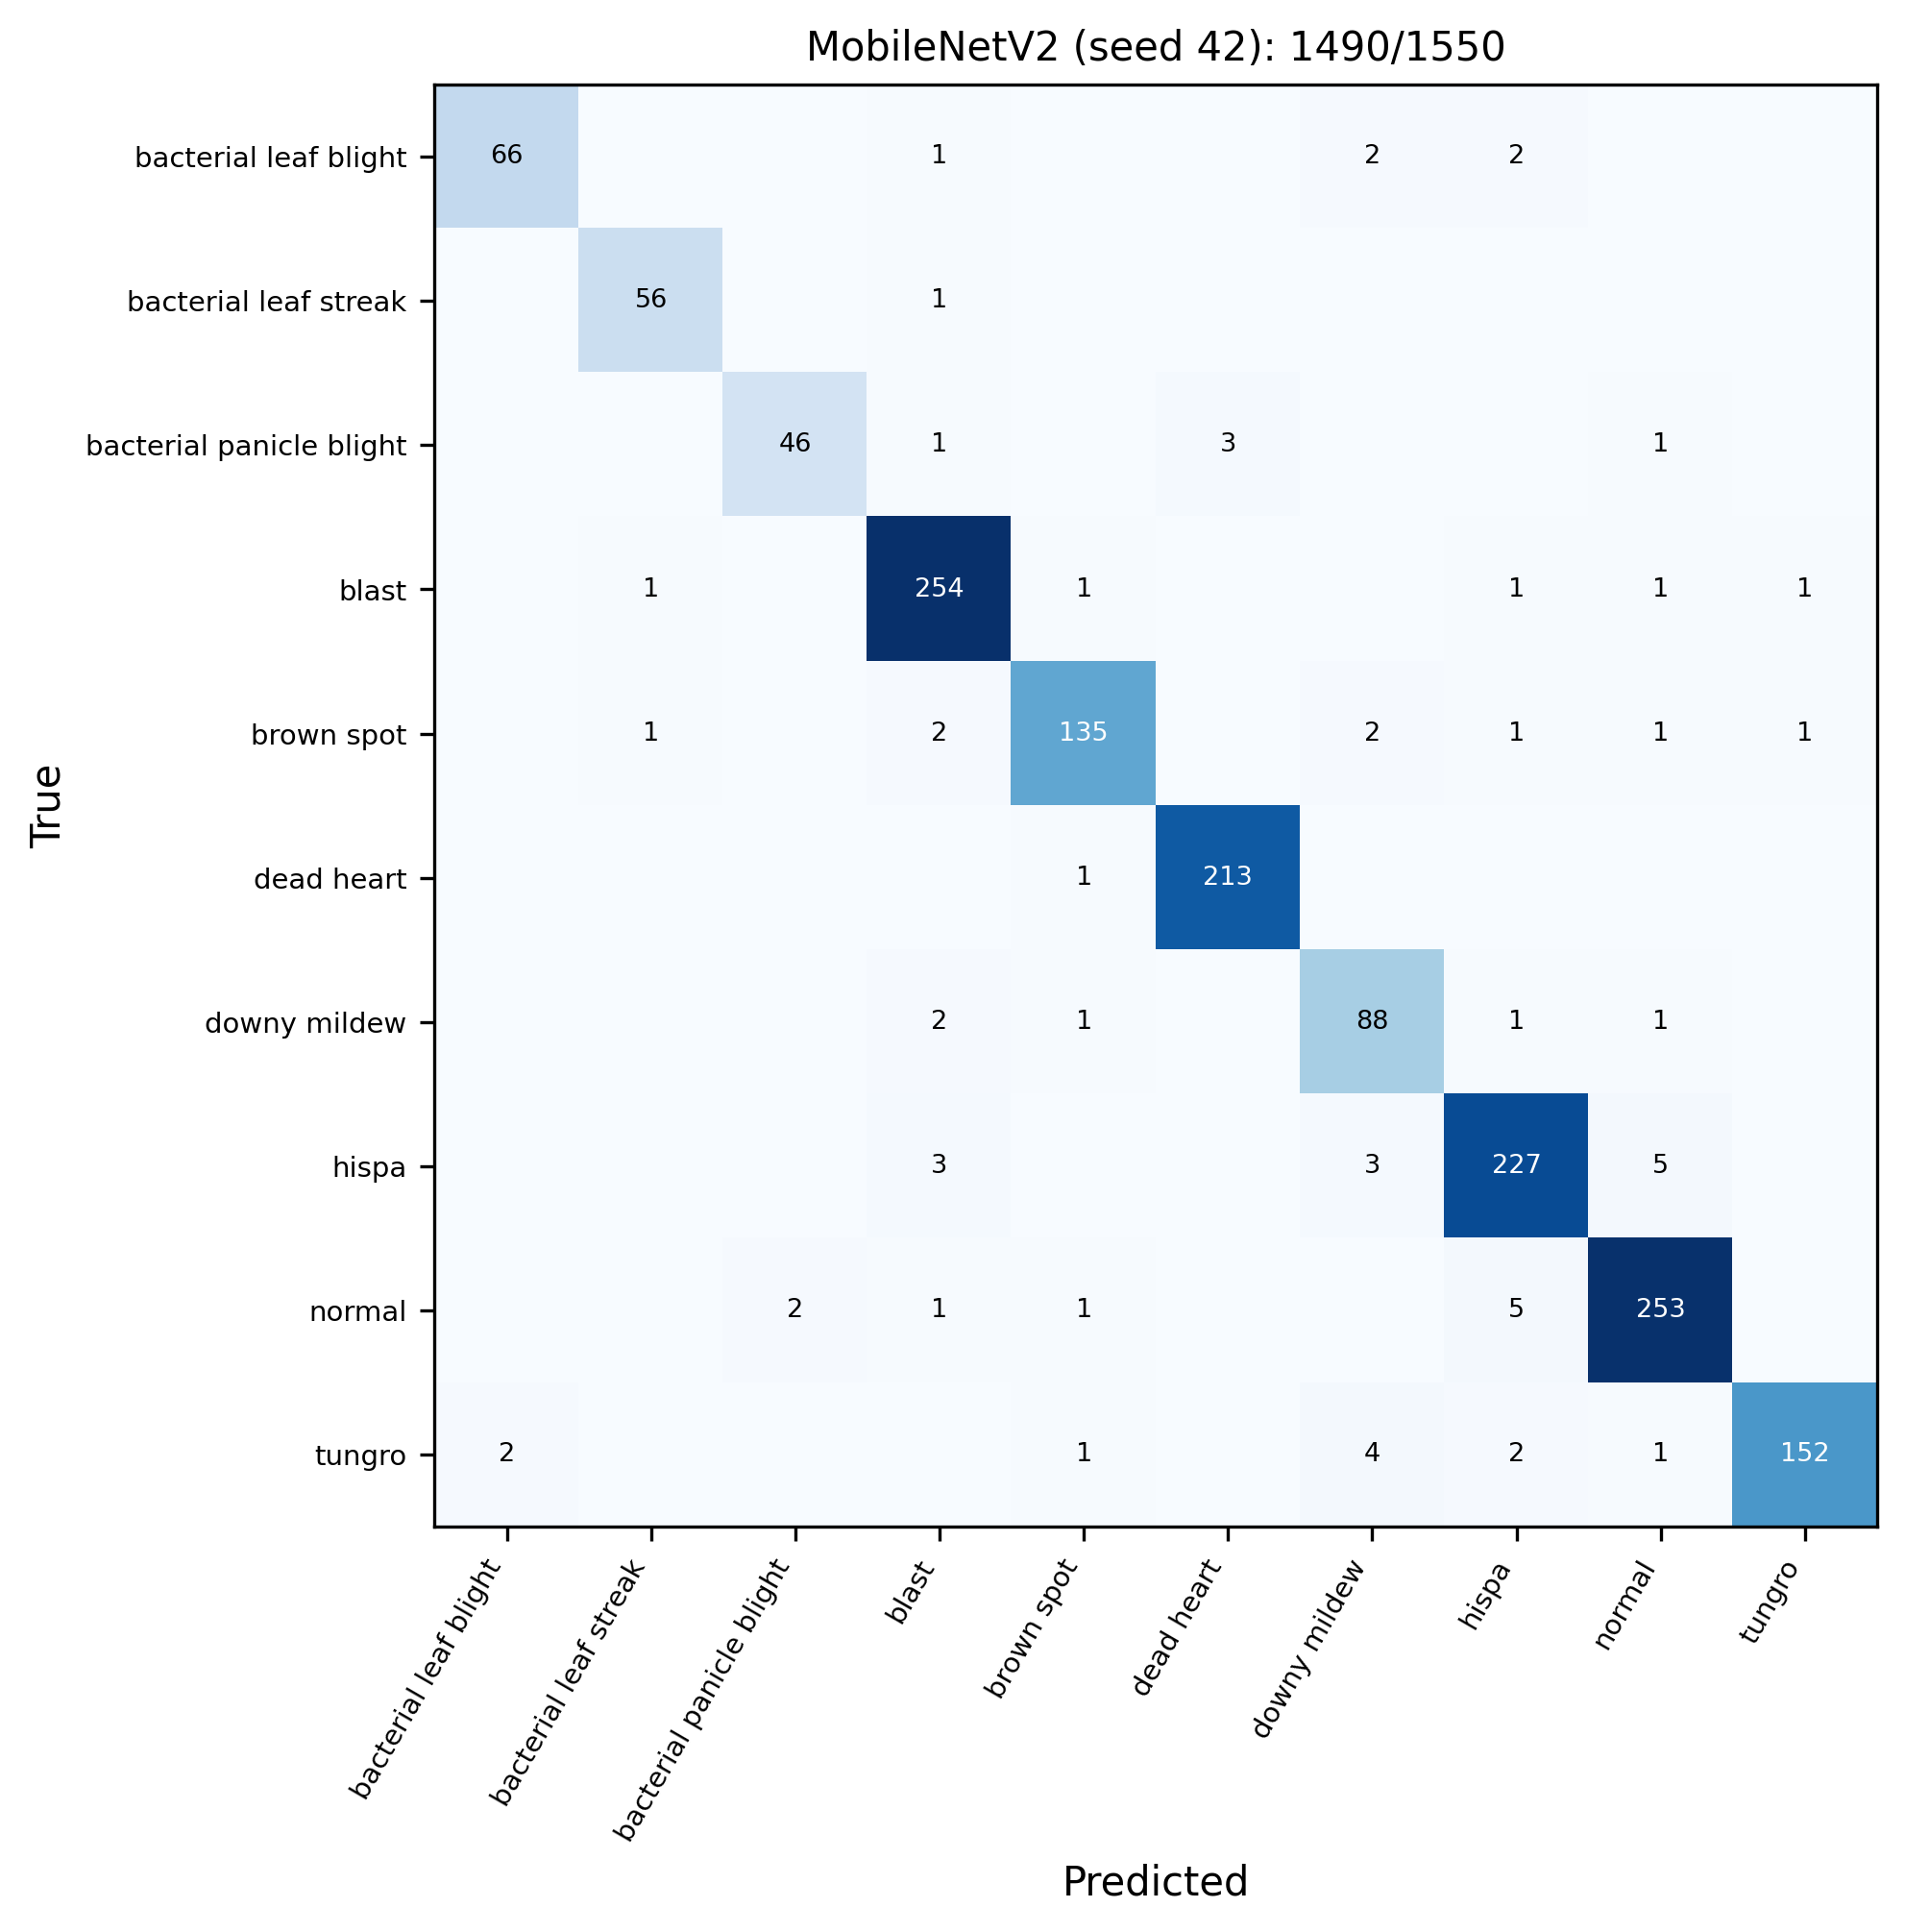 MobileNetV2 (seed 42): 1490/1550
bacterial leaf blight 66 1 2 2
bacterial leaf streak 56 1
bacterial panicle blight 46 1 3 1
blast 1 254 1 1 1 1
brown spot 1 2 135 2 1 1 1
dead heart 1 213
downy mildew 2 1 88 1 1
hispa 3 3 227 5
normal 2 1 1 5 253
tungro 2 1 4 2 1 152
True
bacterial leaf blight
bacterial leaf streak
bacterial panicle blight
blast
brown spot
dead heart
downy mildew
hispa
normal
tungro
Predicted